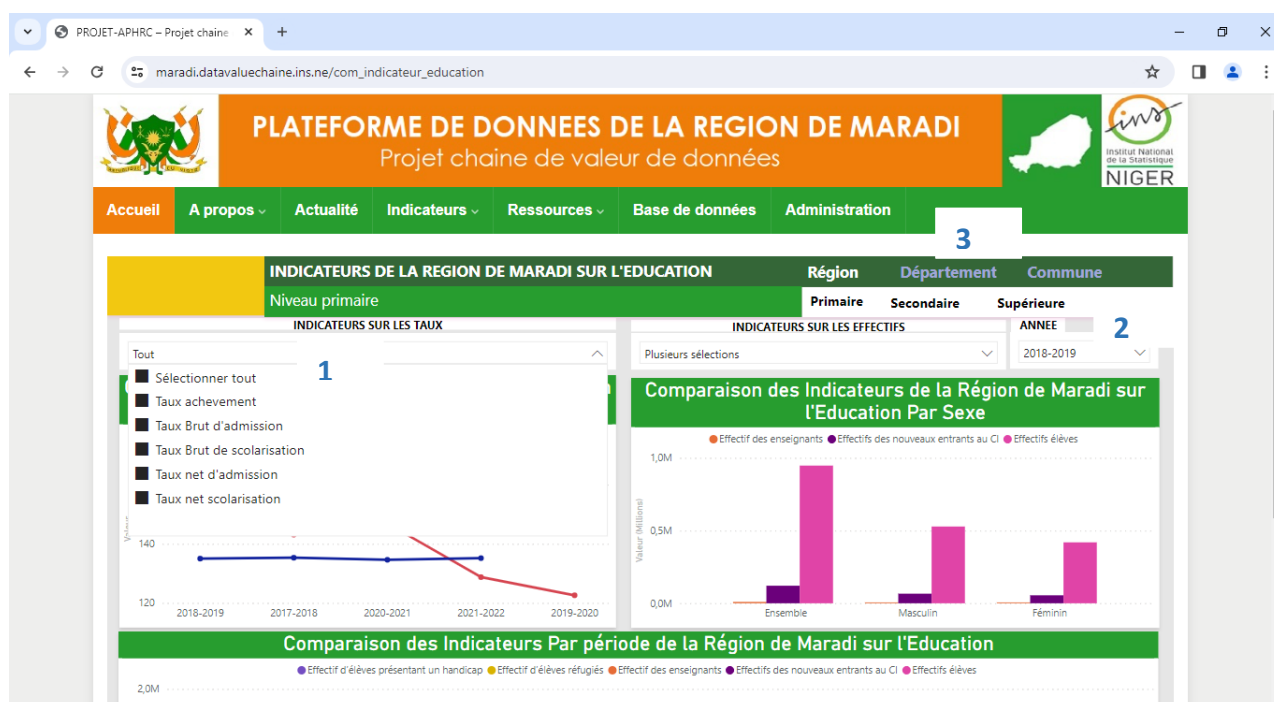 PROJET-APHRC – Projet chaine
maradi.datavaluechaine.ins.ne/com_indicateur_education
PLATEFORME DE DONNEES DE LA REGION DE MARADI
Projet chaine de valeur de données
ins
Institut National
de la Statistique
NIGER
Accueil A propos Actualité Indicateurs Ressources Base de données Administration
3
INDICATEURS DE LA REGION DE MARADI SUR L'EDUCATION Région Département Commune
Niveau primaire Primaire Secondaire Supérieure
INDICATEURS SUR LES TAUX INDICATEURS SUR LES EFFECTIFS ANNEE
2
Tout Plusieurs sélections 2018-2019
1
Sélectionner tout
Taux achevement
Taux Brut d'admission
Taux Brut de scolarisation
Taux net d'admission
Taux net scolarisation
140
120
2018-2019 2017-2018 2020-2021 2021-2022 2019-2020
Comparaison des Indicateurs de la Région de Maradi sur
l'Education Par Sexe
Effectif des enseignants Effectifs des nouveaux entrants au CI Effectifs élèves
1,0M
Valeur (Millions)
0,5M
0,0M
Ensemble Masculin Féminin
Comparaison des Indicateurs Par période de la Région de Maradi sur l'Education
Effectif d'élèves présentant un handicap Effectif d'élèves réfugiés Effectif des enseignants Effectifs des nouveaux entrants au CI Effectifs élèves
2,0M